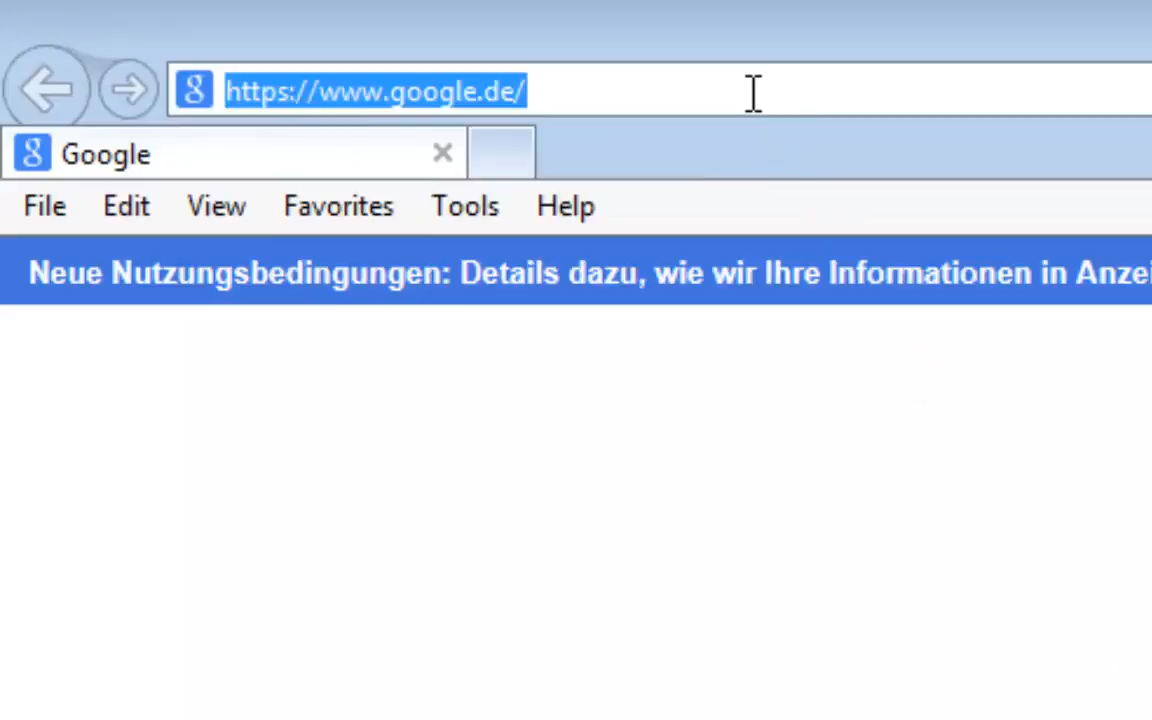 https://www.google.de/
Google
File Edit View Favorites Tools Help
Neue Nutzungsbedingungen: Details dazu, wie wir Ihre Informationen in Anzei